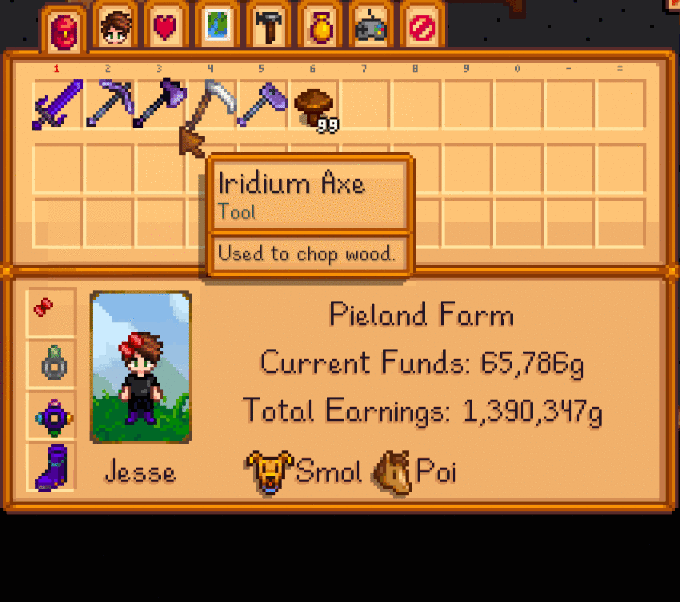 1 2 3 4 5 6 7 8 9 0 - =
99
Iridium Axe
Tool
Used to chop wood.
Pieland Farm
Current Funds: 65,786g
Total Earnings: 1,390,347g
Jesse Smol Poi